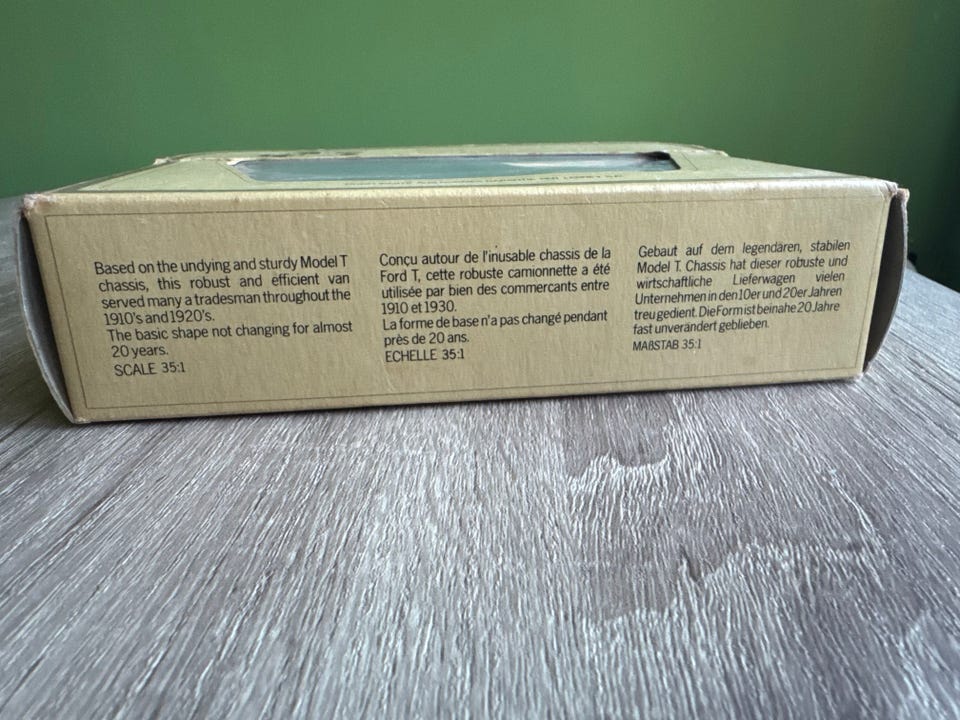 Based on the undying and sturdy Model T
chassis, this robust and efficient van
served many a tradesman throughout the
1910's and 1920's.
The basic shape not changing for almost
20 years.
SCALE 35:1
Conçu autour de l'inusable chassis de la
Ford T, cette robuste camionnette a été
utilisée par bien des commercants entre
1910 et 1930.
La forme de base n'a pas changé pendant
près de 20 ans.
ECHELLE 35:1
Gebaut auf dem legendären, stabilen
Model T. Chassis hat dieser robuste und
wirtschaftliche Lieferwagen vielen
Unternehmen in den 10er und 20er Jahren
treu gedient. Die Form ist beinahe 20 Jahre
fast unverändert geblieben.
MAßSTAB 35:1